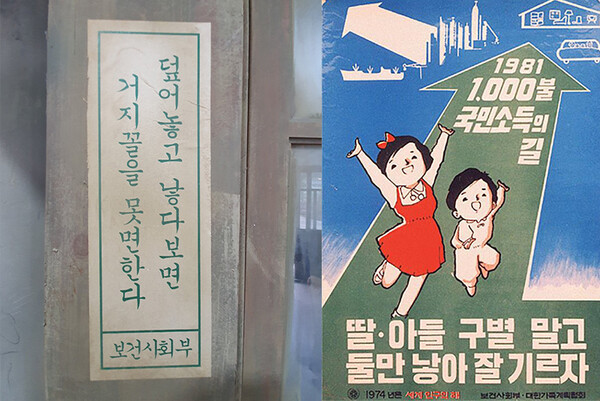 덮어놓고 낳다보면
거지꼴을 못면한다
보건사회부
1981
1,000불
국민소득의
길
딸·아들 구별 말고
둘만 낳아 잘 기르자
1974 년은 세계 인구의 해! 보건사회부·대한가족계획협회